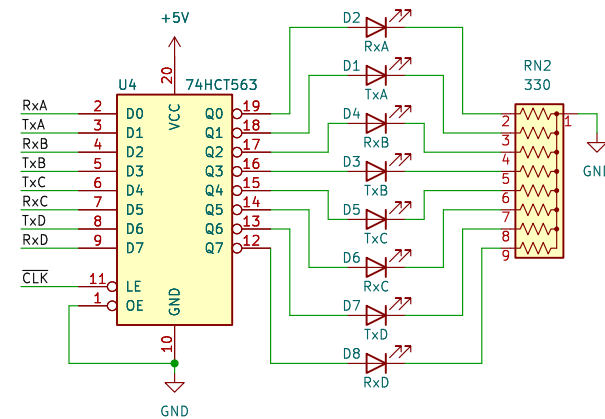 +5V
U4 74HCT563
20
VCC
RxA 2 D0 Q0 19
TxA 3 D1 Q1 18
RxB 4 D2 Q2 17
TxB 5 D3 Q3 16
TxC 6 D4 Q4 15
RxC 7 D5 Q5 14
TxD 8 D6 Q6 13
RxD 9 D7 Q7 12
CLK 11 LE
1 OE
GND
10
GND
D2
RxA
D1
TxA
D4
RxB
D3
TxB
D5
TxC
D6
RxC
D7
TxD
D8
RxD
RN2
330
2 1
3
4
5
6
7
8
9
GND